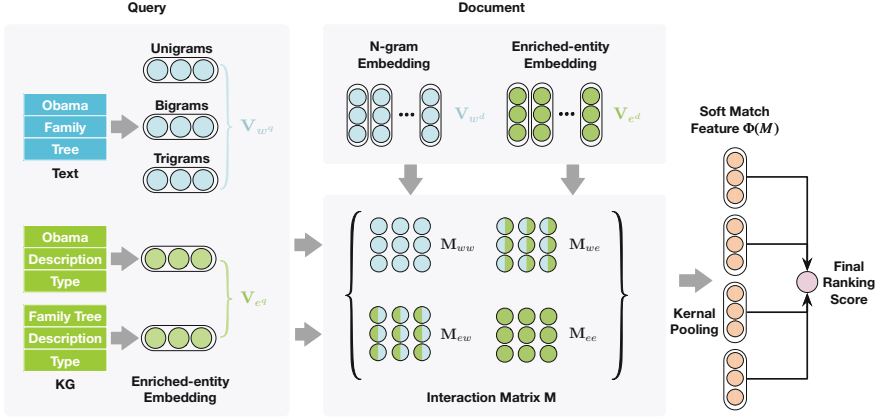 Query
Document
Unigrams
Obama
Family
Tree
Text
Bigrams
Trigrams
V_{w^q}
N-gram
Embedding
V_{w^d}
Enriched-entity
Embedding
V_{e^d}
Obama
Description
Type
Family Tree
Description
Type
KG
V_{e^q}
Enriched-entity
Embedding
M_{ww}
M_{we}
M_{ew}
M_{ee}
Interaction Matrix M
Soft Match
Feature Φ(M)
Kernal
Pooling
Final
Ranking
Score